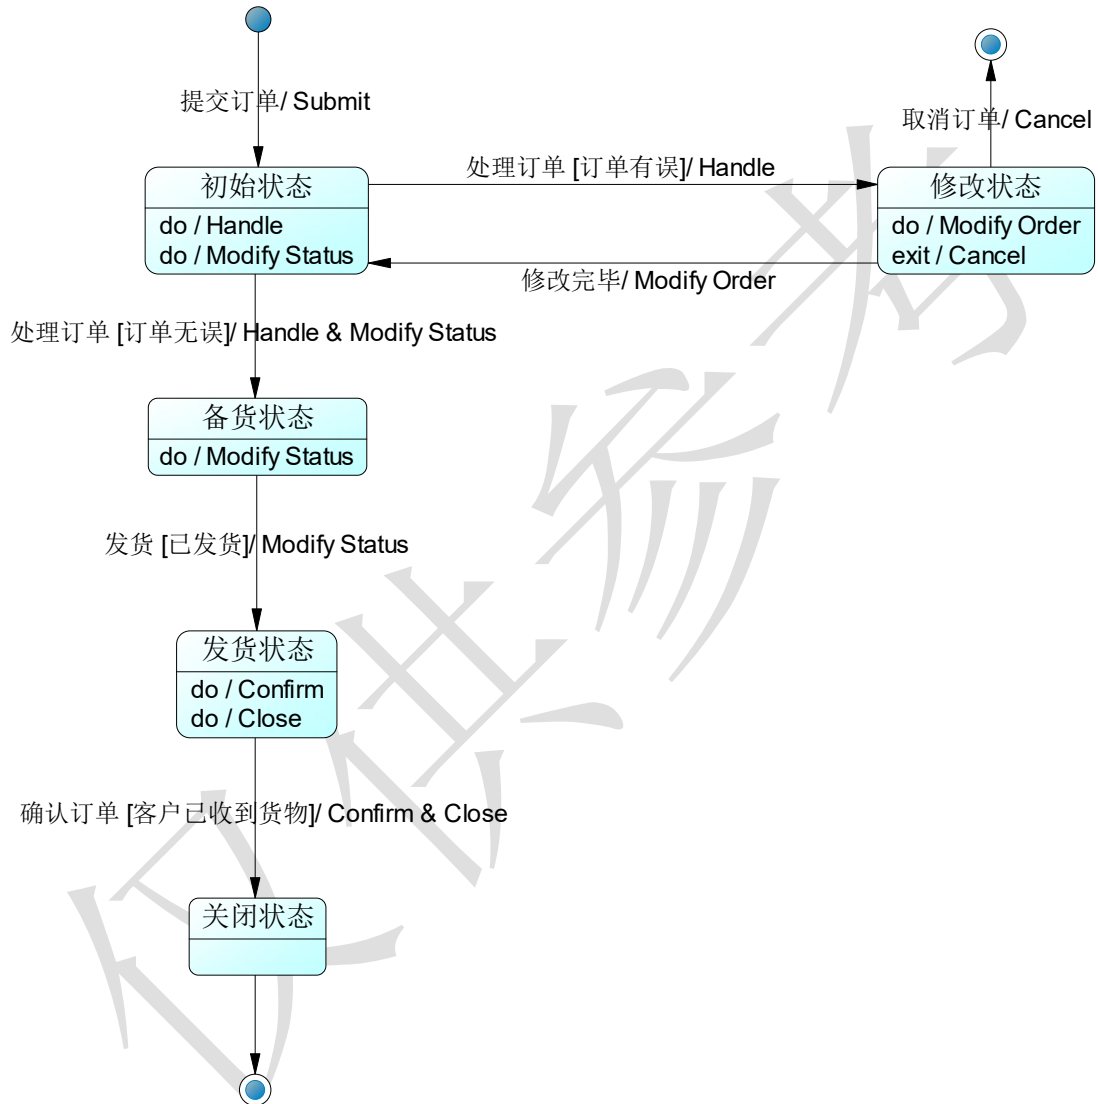 提交订单/ Submit
取消订单/ Cancel
处理订单 [订单有误]/ Handle
初始状态
do / Handle
do / Modify Status
修改状态
do / Modify Order
exit / Cancel
修改完毕/ Modify Order
处理订单 [订单无误]/ Handle & Modify Status
备货状态
do / Modify Status
发货 [已发货]/ Modify Status
发货状态
do / Confirm
do / Close
确认订单 [客户已收到货物]/ Confirm & Close
关闭状态
仅供参考